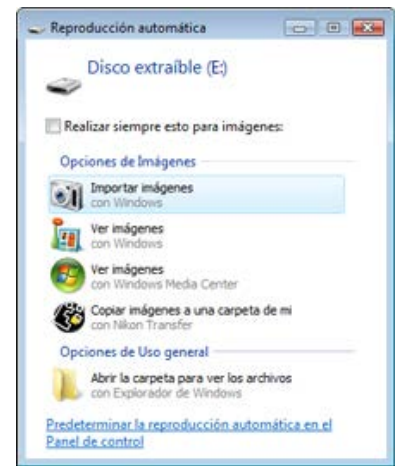 Reproducción automática
Disco extraíble (E:)
Realizar siempre esto para imágenes:
Opciones de Imágenes
Importar imágenes
con Windows
Ver imágenes
con Windows
Ver imágenes
con Windows Media Center
Copiar imágenes a una carpeta de mi
con Nikon Transfer
Opciones de Uso general
Abrir la carpeta para ver los archivos
con Explorador de Windows
Predeterminar la reproducción automática en el
Panel de control